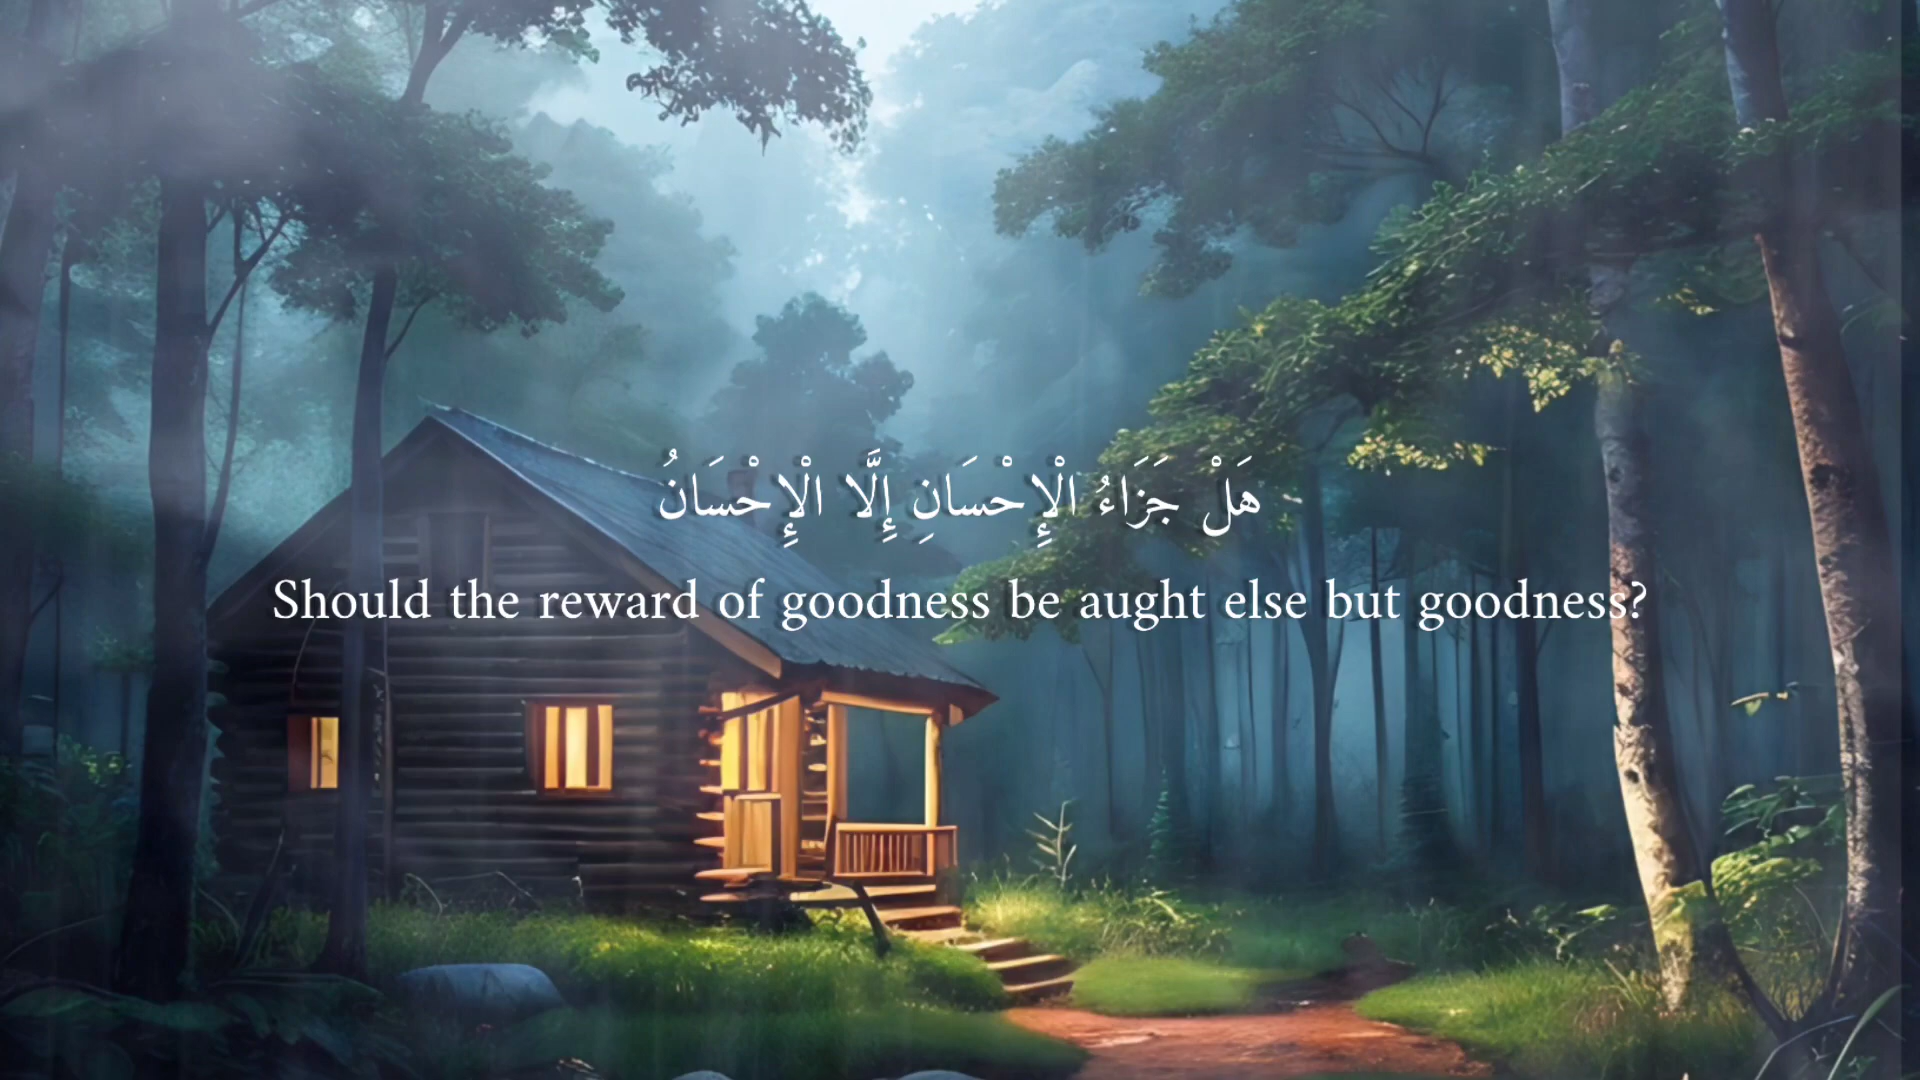 هَلْ جَزَاءُ الْإِحْسَانِ إِلَّا الْإِحْسَانُ
Should the reward of goodness be aught else but goodness?